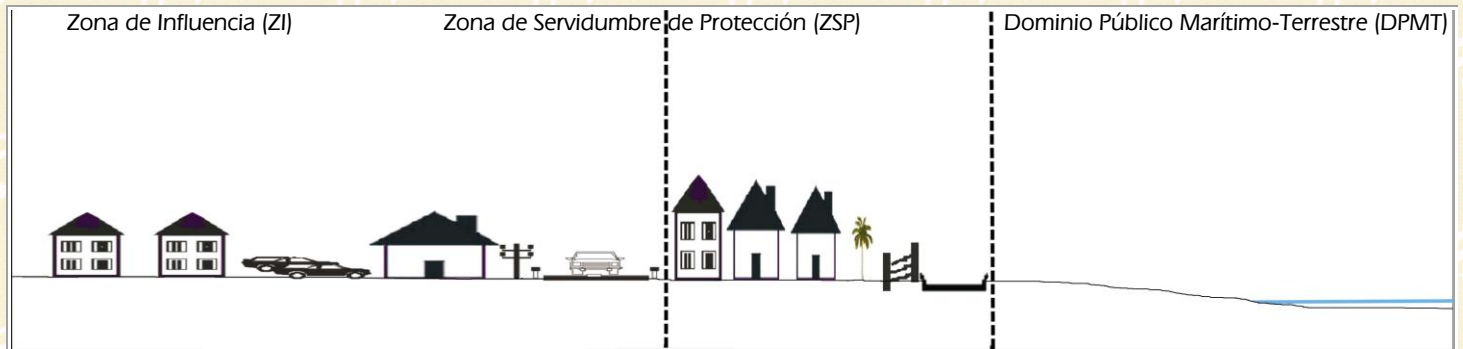 Zona de Influencia (ZI)
Zona de Servidumbre de Protección (ZSP)
Dominio Público Marítimo-Terrestre (DPMT)